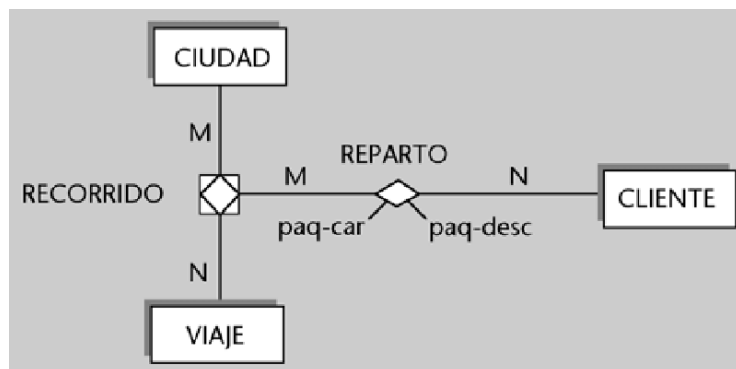 CIUDAD
M
REPARTO
RECORRIDO
M
N
CLIENTE
paq-car
paq-desc
N
VIAJE